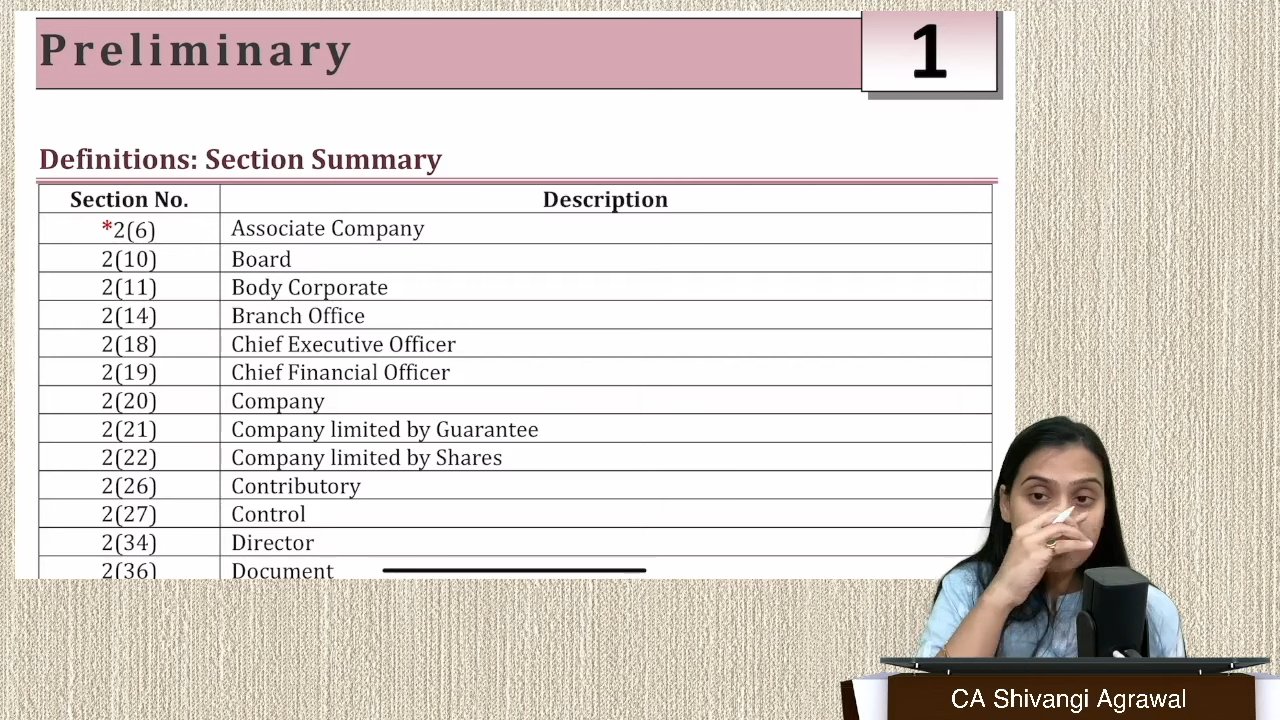 Preliminary
1
Definitions: Section Summary
Section No. Description
*2(6) Associate Company
2(10) Board
2(11) Body Corporate
2(14) Branch Office
2(18) Chief Executive Officer
2(19) Chief Financial Officer
2(20) Company
2(21) Company limited by Guarantee
2(22) Company limited by Shares
2(26) Contributory
2(27) Control
2(34) Director
2(36) Document
CA Shivangi Agrawal